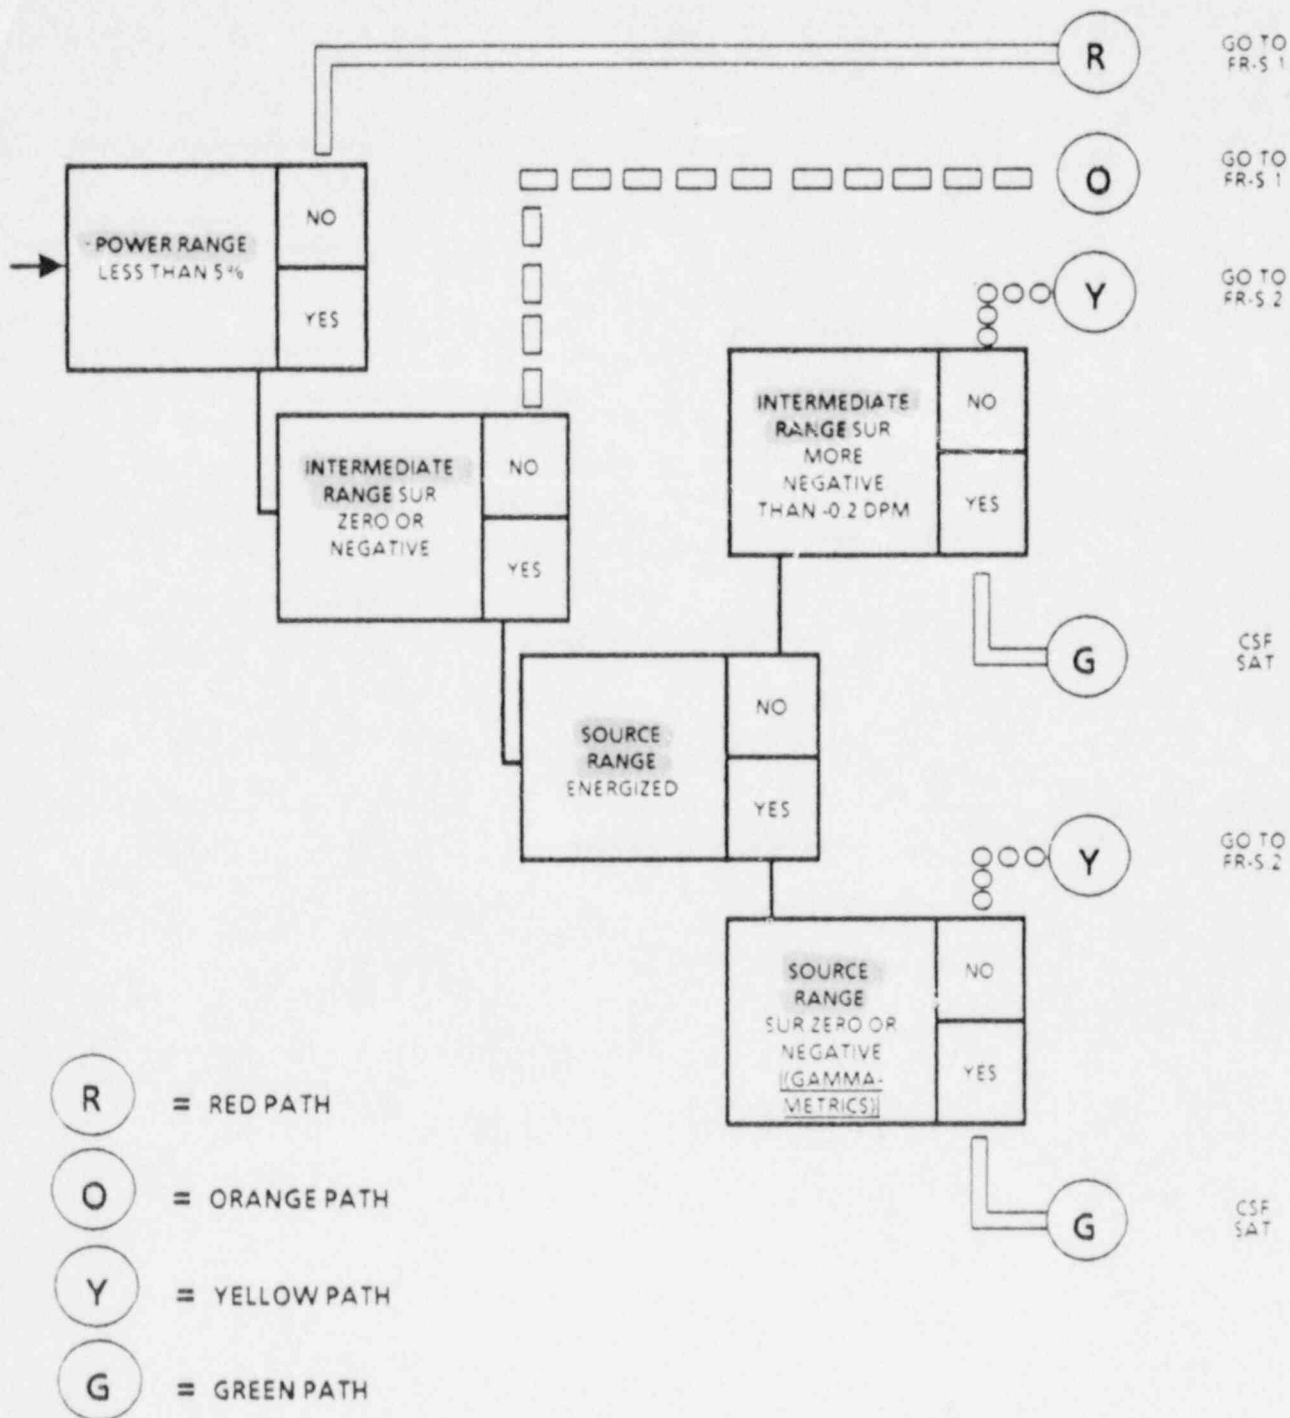 R
GO TO
FR-S.1
O
GO TO
FR-S.1
POWER RANGE
LESS THAN 5%
NO
YES
Y
GO TO
FR-S.2
INTERMEDIATE
RANGE SUR
MORE
NEGATIVE
THAN -0.2 DPM
NO
YES
INTERMEDIATE
RANGE SUR
ZERO OR
NEGATIVE
NO
YES
G
CSF
SAT
SOURCE
RANGE
ENERGIZED
NO
YES
Y
GO TO
FR-S.2
SOURCE
RANGE
SUR ZERO OR
NEGATIVE
[(GAMMA-
METRICS)]
NO
YES
G
CSF
SAT
R = RED PATH
O = ORANGE PATH
Y = YELLOW PATH
G = GREEN PATH